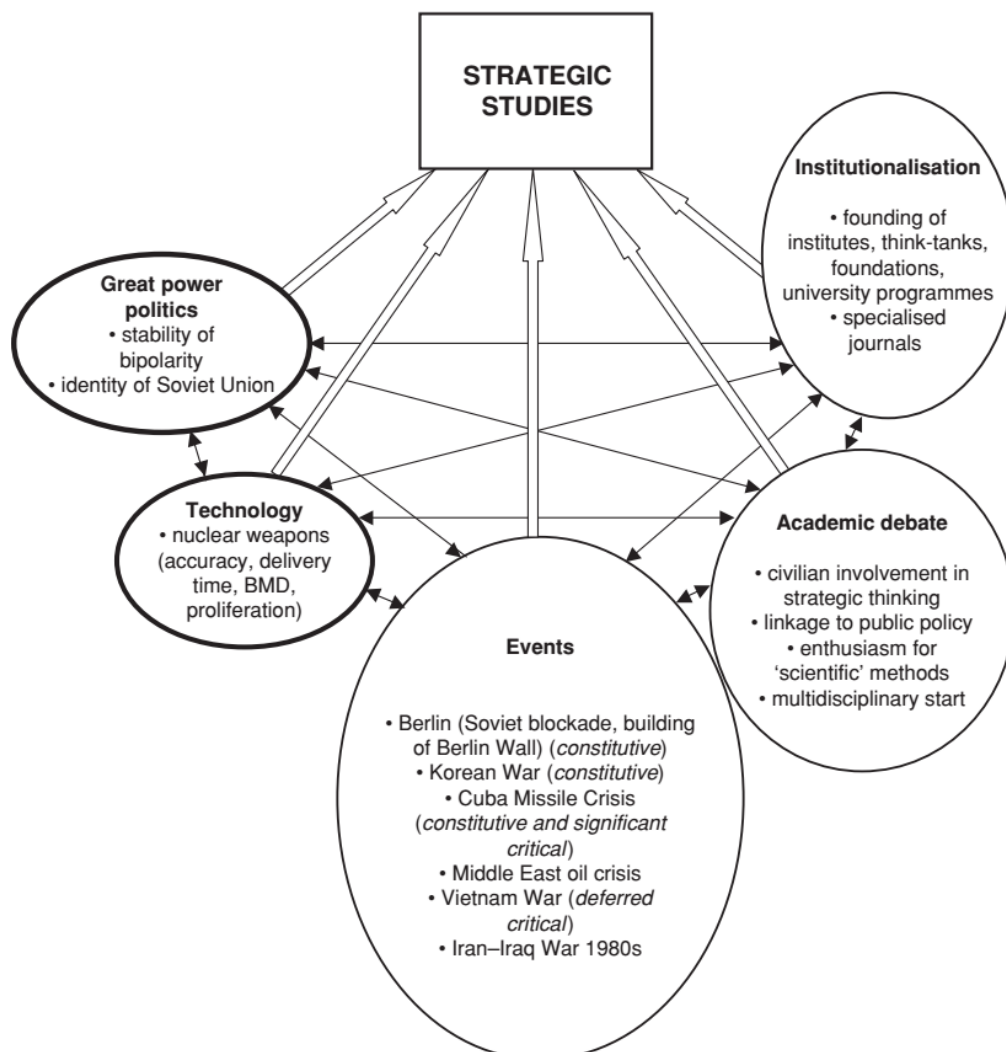 STRATEGIC
STUDIES
Institutionalisation
• founding of
institutes, think-tanks,
foundations,
university programmes
• specialised
journals
Great power
politics
• stability of
bipolarity
• identity of Soviet Union
Technology
• nuclear weapons
(accuracy, delivery
time, BMD,
proliferation)
Academic debate
• civilian involvement in
strategic thinking
• linkage to public policy
• enthusiasm for
‘scientific’ methods
• multidisciplinary start
Events
• Berlin (Soviet blockade, building
of Berlin Wall) (constitutive)
• Korean War (constitutive)
• Cuba Missile Crisis
(constitutive and significant
critical)
• Middle East oil crisis
• Vietnam War (deferred
critical)
• Iran–Iraq War 1980s